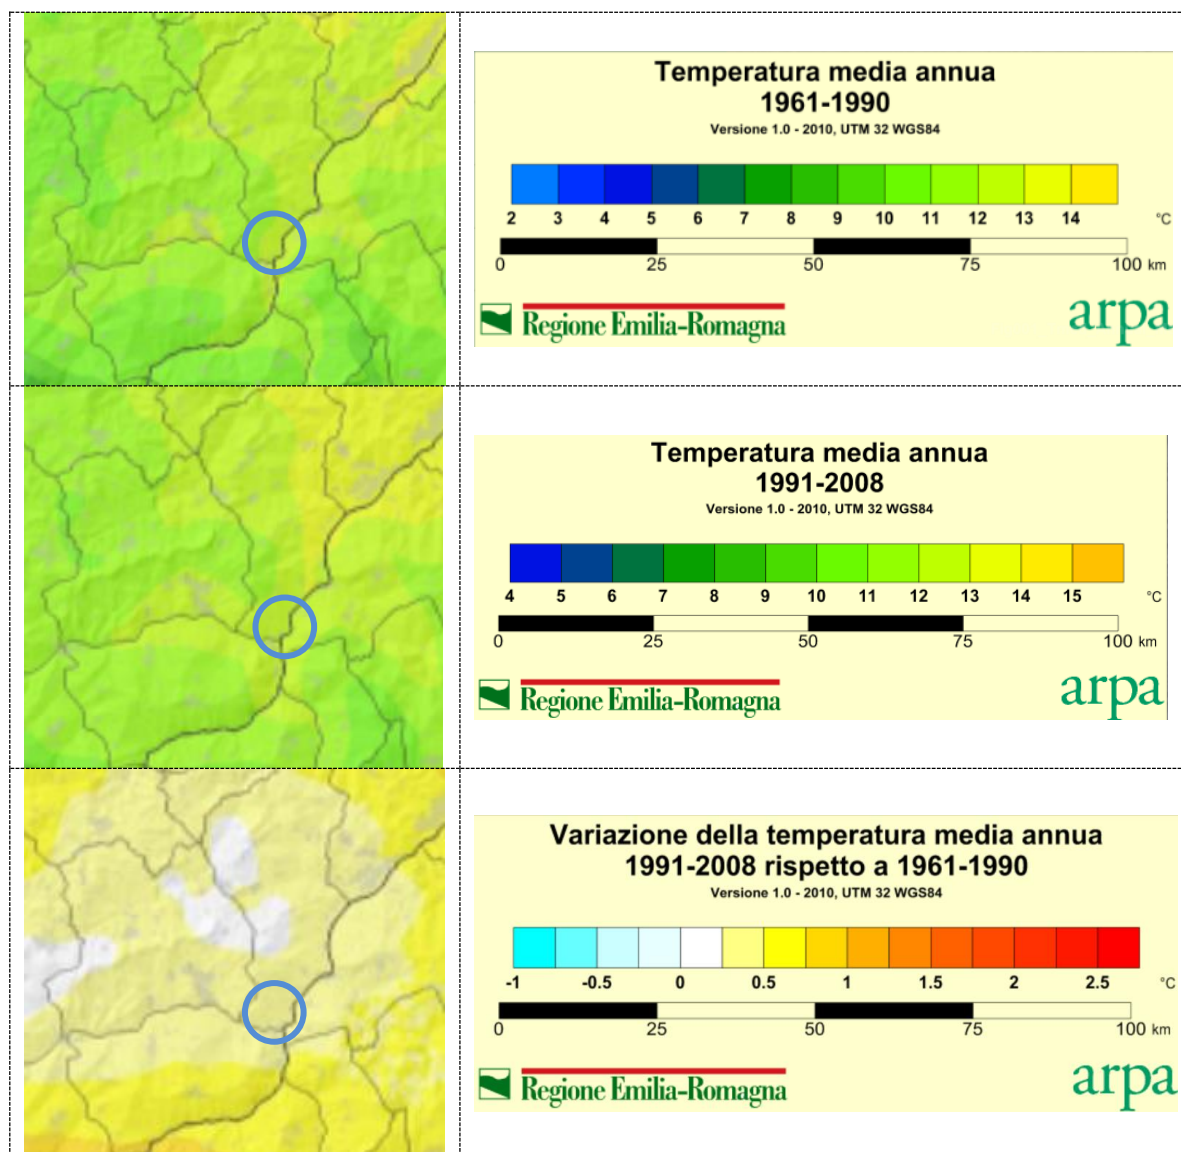 Temperatura media annua
1961-1990
Versione 1.0 - 2010, UTM 32 WGS84
2 3 4 5 6 7 8 9 10 11 12 13 14 °C
0 25 50 75 100 km
Regione Emilia-Romagna
arpa
Temperatura media annua
1991-2008
Versione 1.0 - 2010, UTM 32 WGS84
4 5 6 7 8 9 10 11 12 13 14 15 °C
0 25 50 75 100 km
Regione Emilia-Romagna
arpa
Variazione della temperatura media annua
1991-2008 rispetto a 1961-1990
Versione 1.0 - 2010, UTM 32 WGS84
-1 -0.5 0 0.5 1 1.5 2 2.5 °C
0 25 50 75 100 km
Regione Emilia-Romagna
arpa